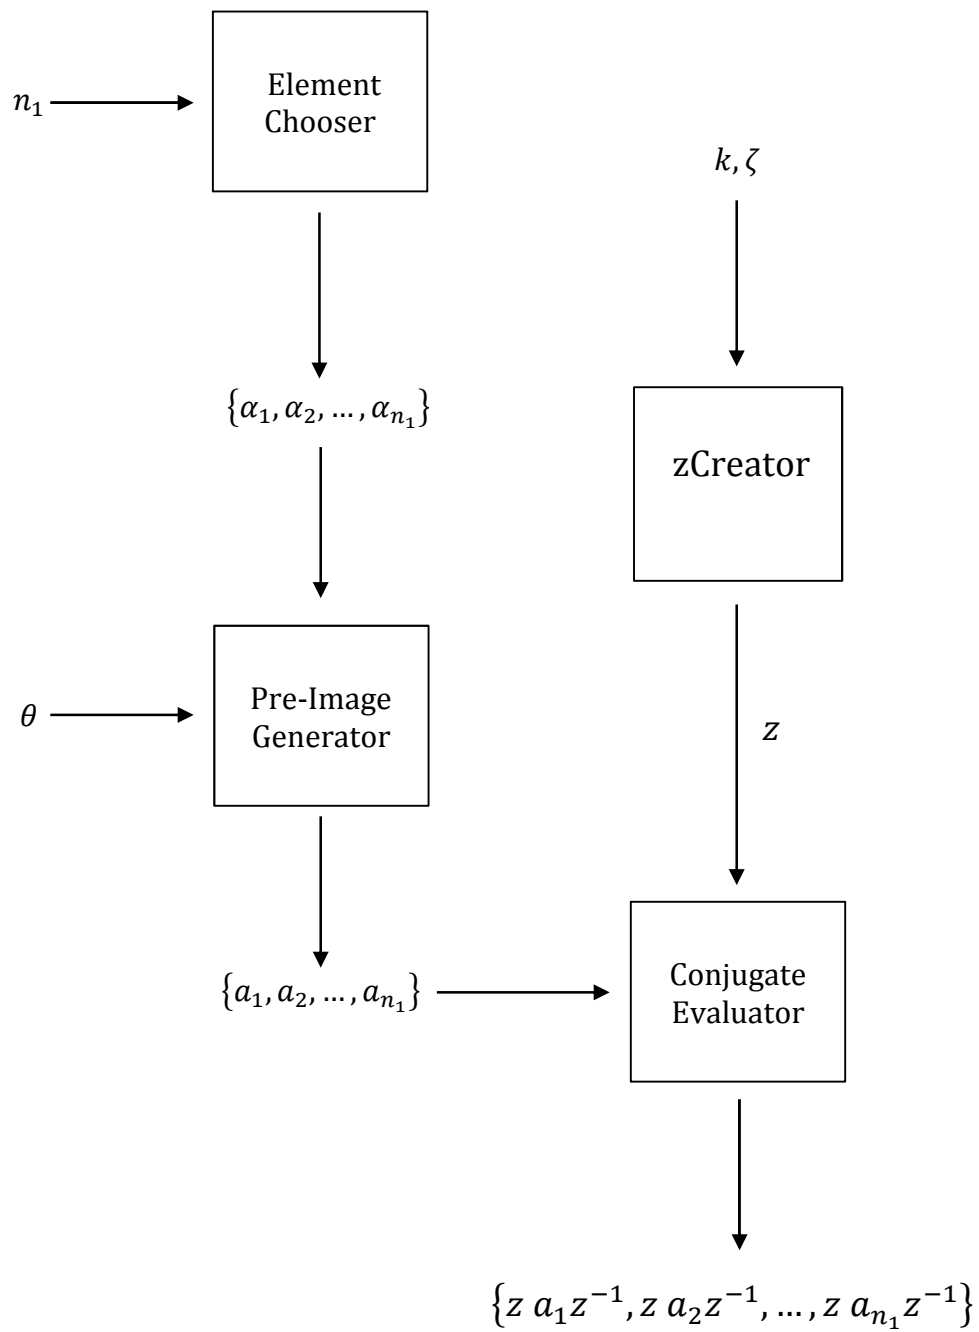 Element
Chooser
n₁
k, ζ
{α₁, α₂, …, αₙ₁}
zCreator
Pre-Image
Generator
θ
z
{a₁, a₂, …, aₙ₁}
Conjugate
Evaluator
{z a₁z⁻¹, z a₂z⁻¹, …, z aₙ₁z⁻¹}